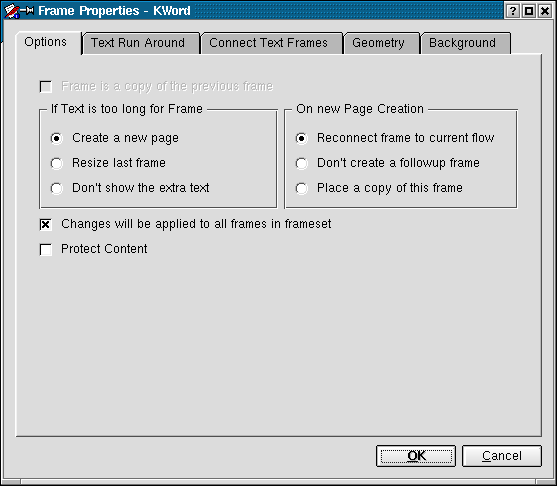 Frame Properties - KWord
Options
Text Run Around
Connect Text Frames
Geometry
Background
Frame is a copy of the previous frame
If Text is too long for Frame
Create a new page
Resize last frame
Don't show the extra text
On new Page Creation
Reconnect frame to current flow
Don't create a followup frame
Place a copy of this frame
Changes will be applied to all frames in frameset
Protect Content
OK
Cancel